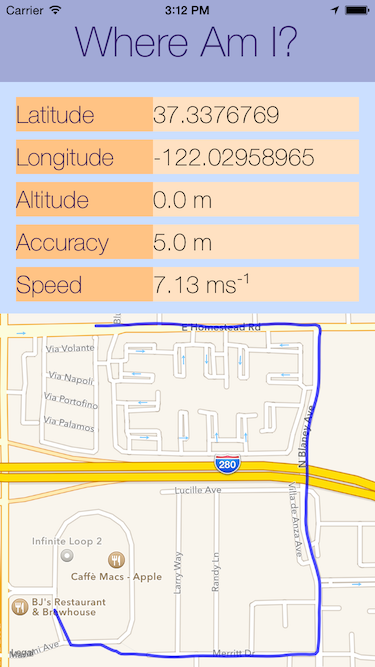 Carrier 3:12 PM
Where Am I?
Latitude 37.3376769
Longitude -122.02958965
Altitude 0.0 m
Accuracy 5.0 m
Speed 7.13 ms-1
E Homestead Rd
Via Volante
Via Napoli
Via Portofino
Via Palamos
N Blaney Ave
280
Lucille Ave
Villa de Anza Ave
Infinite Loop 2
Caffè Macs - Apple
Larry Way
Randy Ln
BJ's Restaurant
& Brewhouse
Merritt Dr